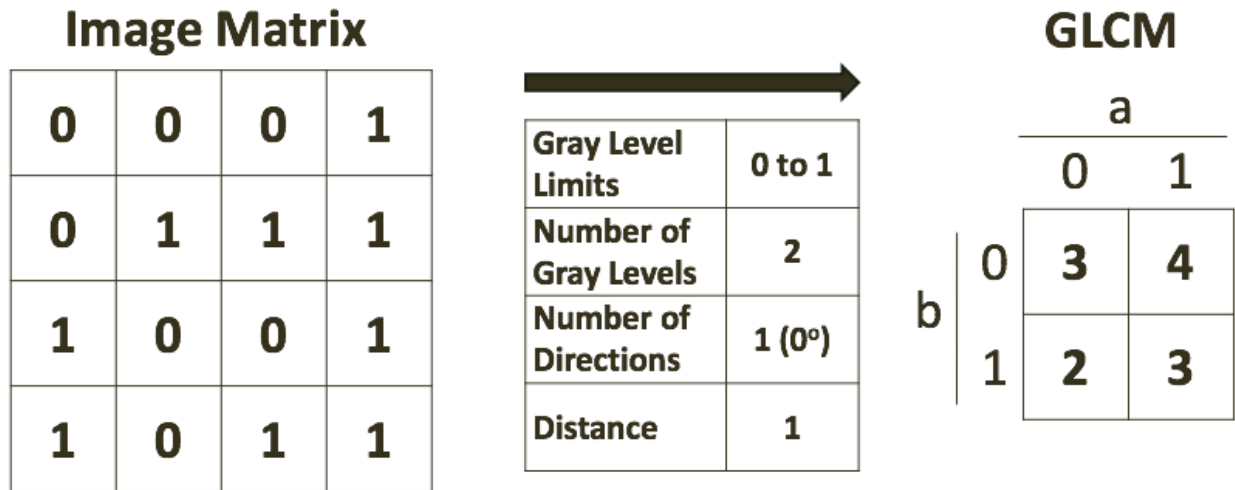 Image Matrix
0 0 0 1
0 1 1 1
1 0 0 1
1 0 1 1
Gray Level
Limits
0 to 1
Number of
Gray Levels
2
Number of
Directions
1 (0º)
Distance
1
GLCM
a
0 1
b
0 3 4
1 2 3